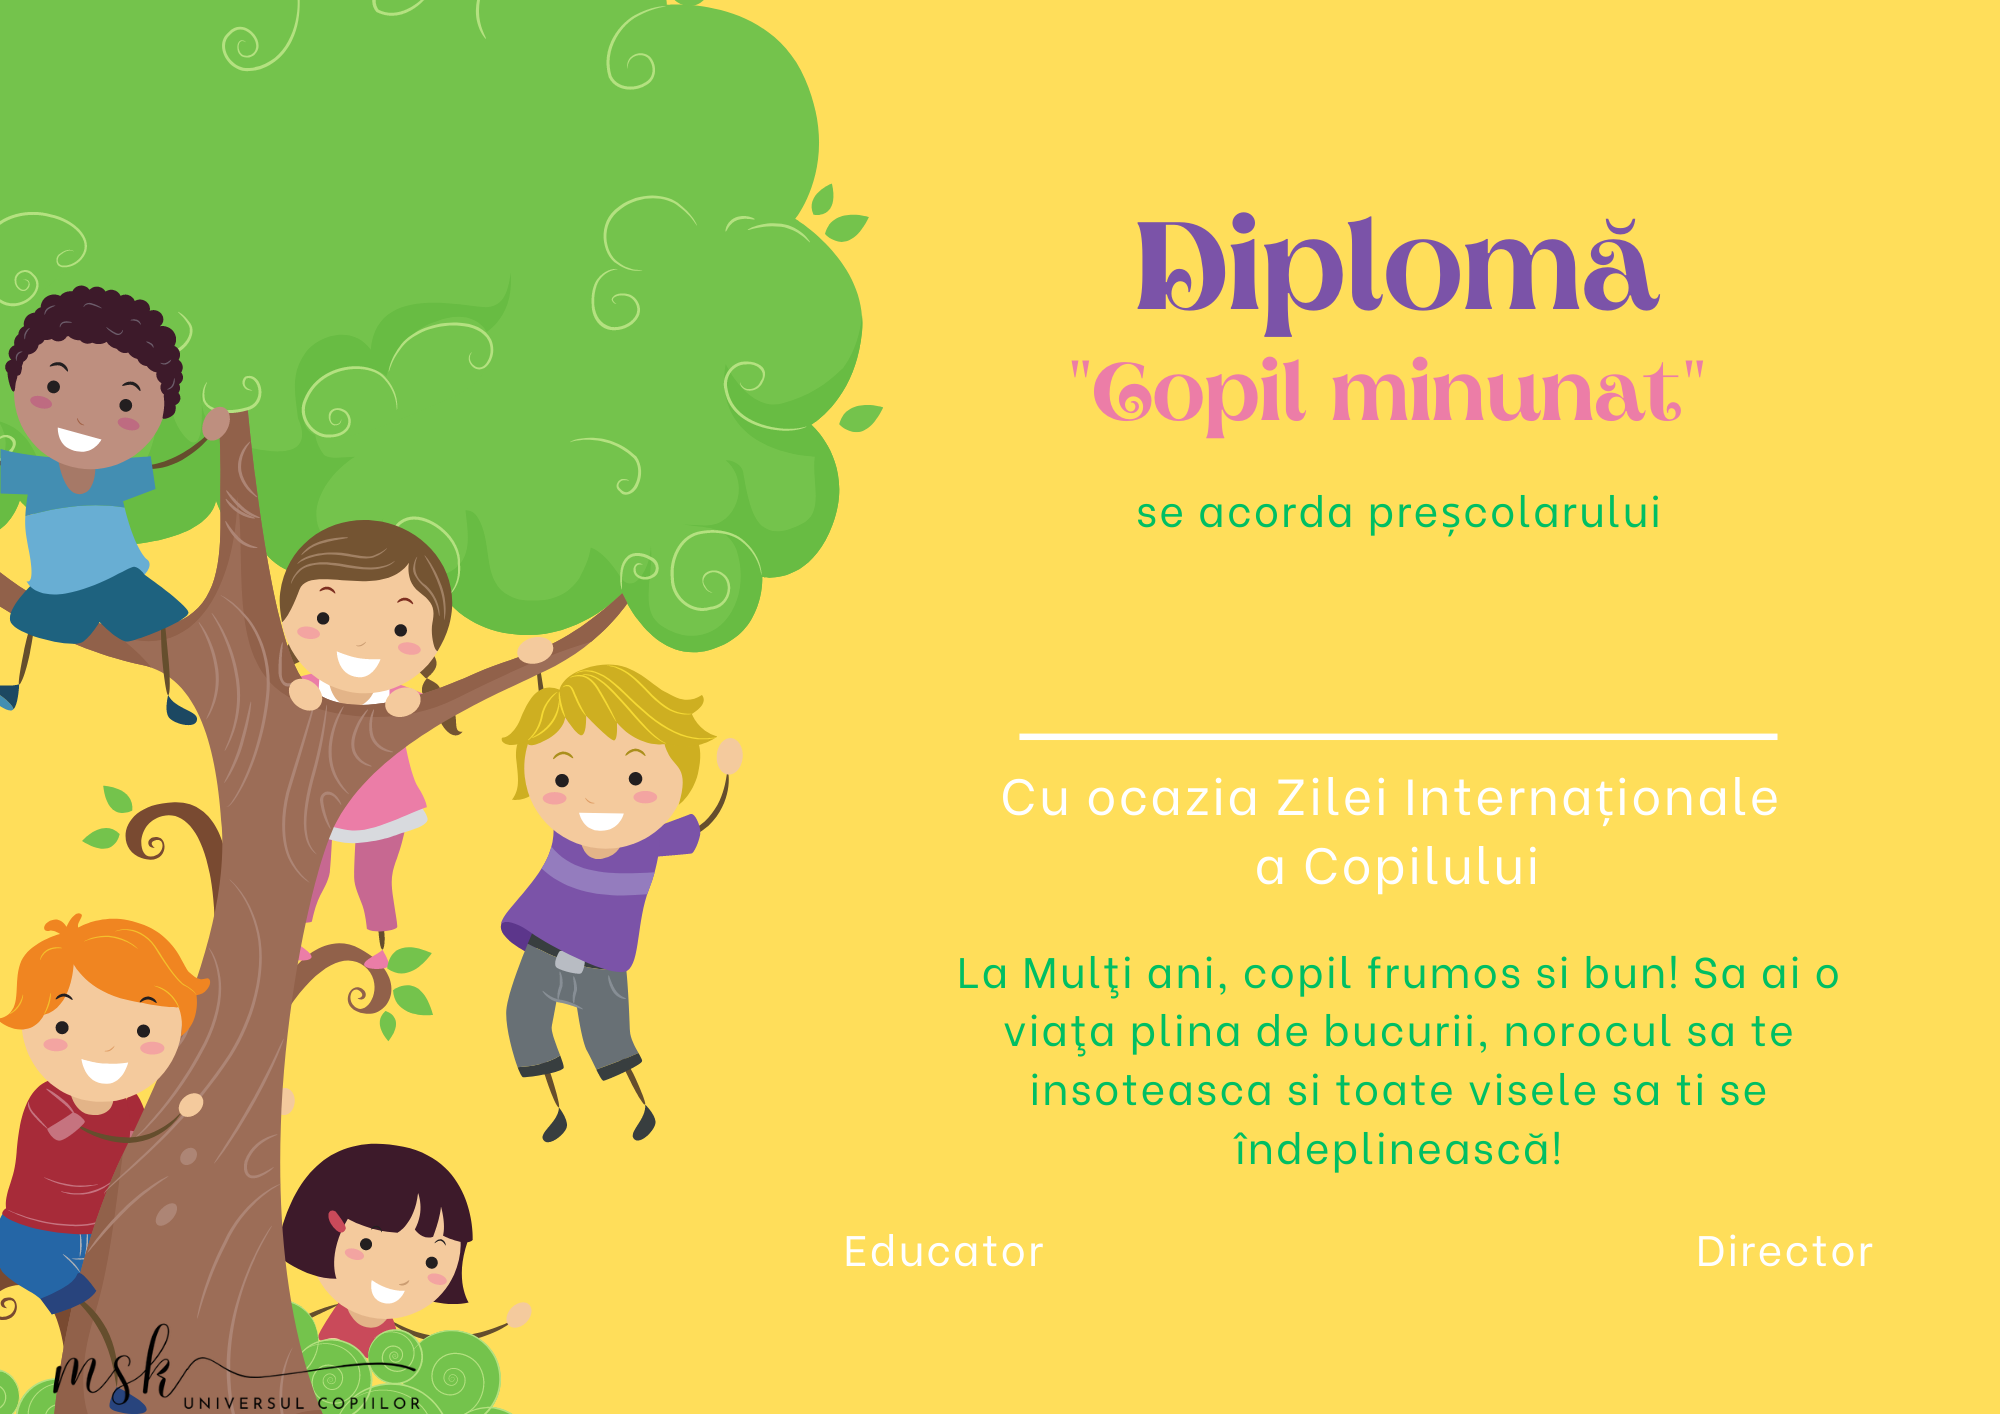 Diplomă
"Copil minunat"
se acorda preșcolarului
Cu ocazia Zilei Internaționale
a Copilului
La Mulţi ani, copil frumos si bun! Sa ai o
viaţa plina de bucurii, norocul sa te
insoteasca si toate visele sa ti se
îndeplinească!
Educator
Director
msk
UNIVERSUL COPIILOR